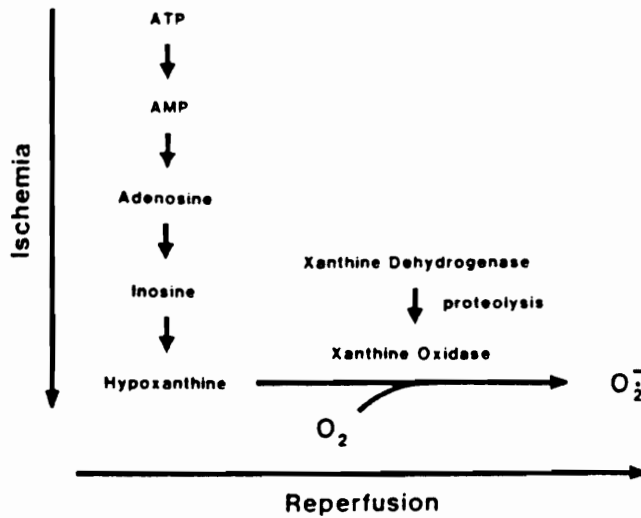 ATP
AMP
Adenosine
Ischemia
Xanthine Dehydrogenase
Inosine
proteolysis
Xanthine Oxidase
Hypoxanthine
O₂⁻·
O₂
Reperfusion